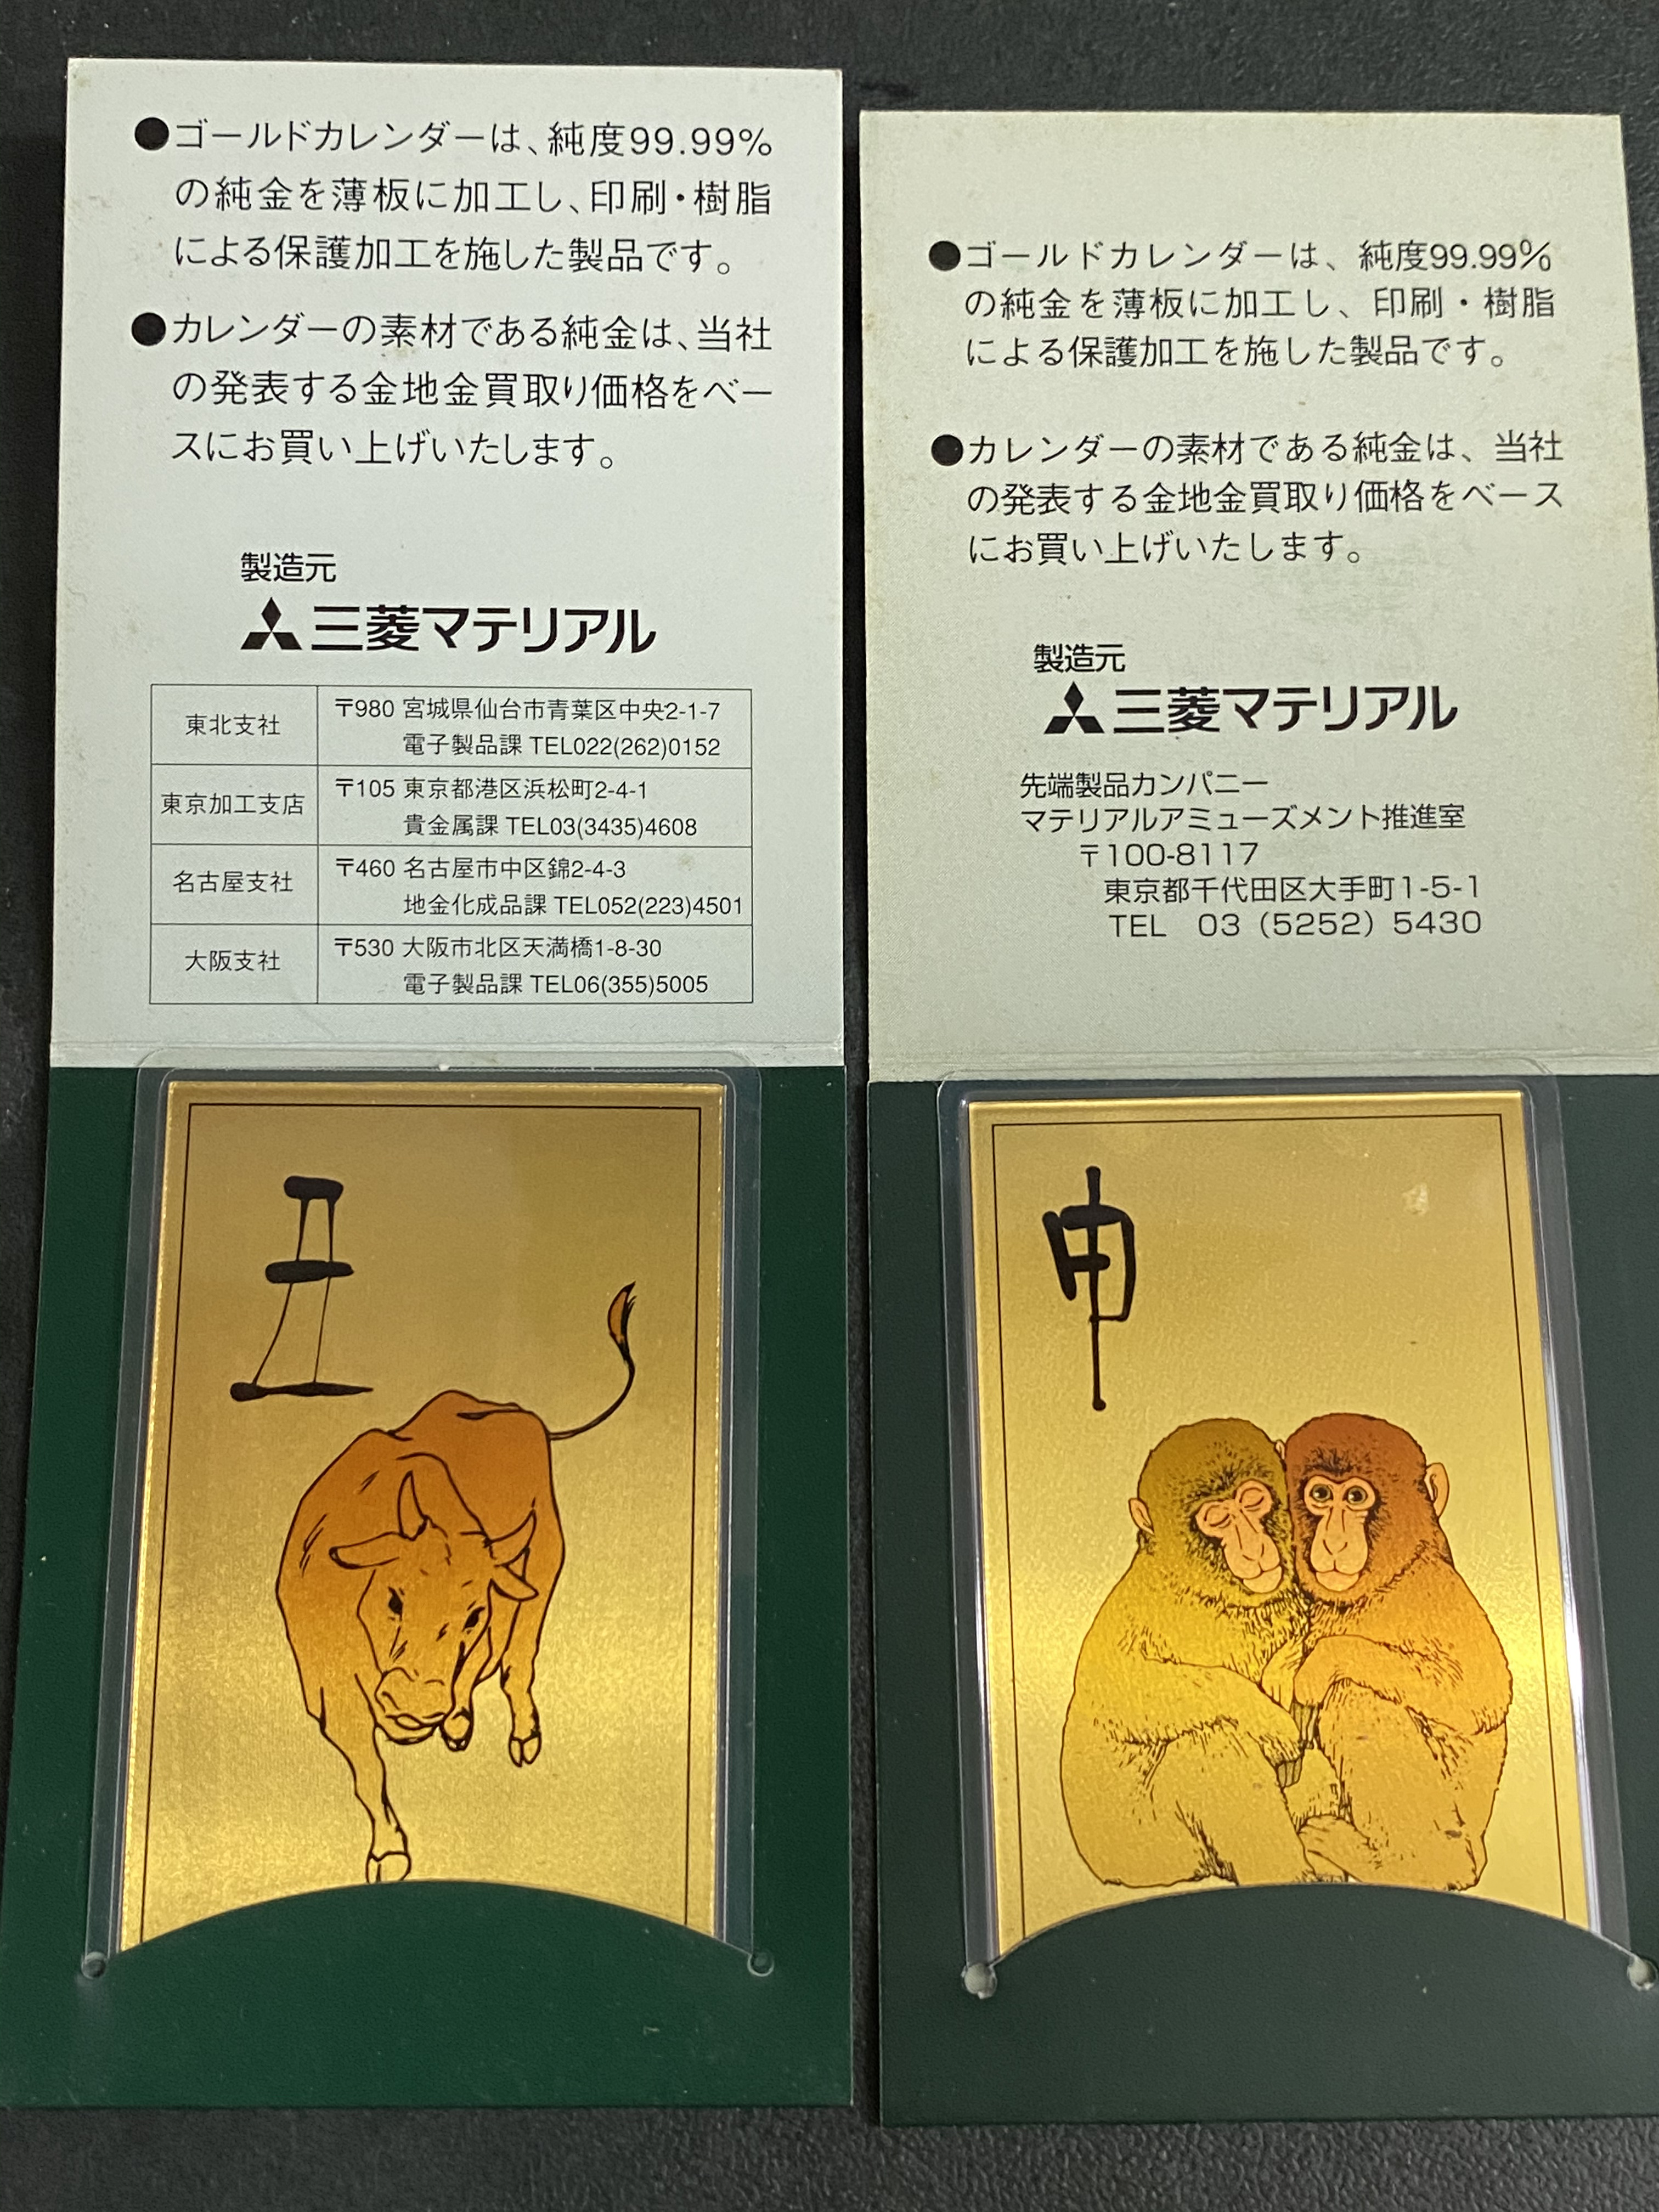 ●ゴールドカレンダーは、純度99.99%
の純金を薄板に加工し、印刷・樹脂
による保護加工を施した製品です。
●カレンダーの素材である純金は、当社
の発表する金地金買取り価格をベー
スにお買い上げいたします。
製造元
三菱マテリアル
東北支社
〒980 宮城県仙台市青葉区中央2-1-7
電子製品課 TEL022(262)0152
東京加工支店
〒105 東京都港区浜松町2-4-1
貴金属課 TEL03(3435)4608
名古屋支社
〒460 名古屋市中区錦2-4-3
地金化成品課 TEL052(223)4501
大阪支社
〒530 大阪市北区天満橋1-8-30
電子製品課 TEL06(355)5005
丑
●ゴールドカレンダーは、純度99.99%
の純金を薄板に加工し、印刷・樹脂
による保護加工を施した製品です。
●カレンダーの素材である純金は、当社
の発表する金地金買取り価格をベース
にお買い上げいたします。
製造元
三菱マテリアル
先端製品カンパニー
マテリアルアミューズメント推進室
〒100-8117
東京都千代田区大手町1-5-1
TEL 03（5252）5430
申